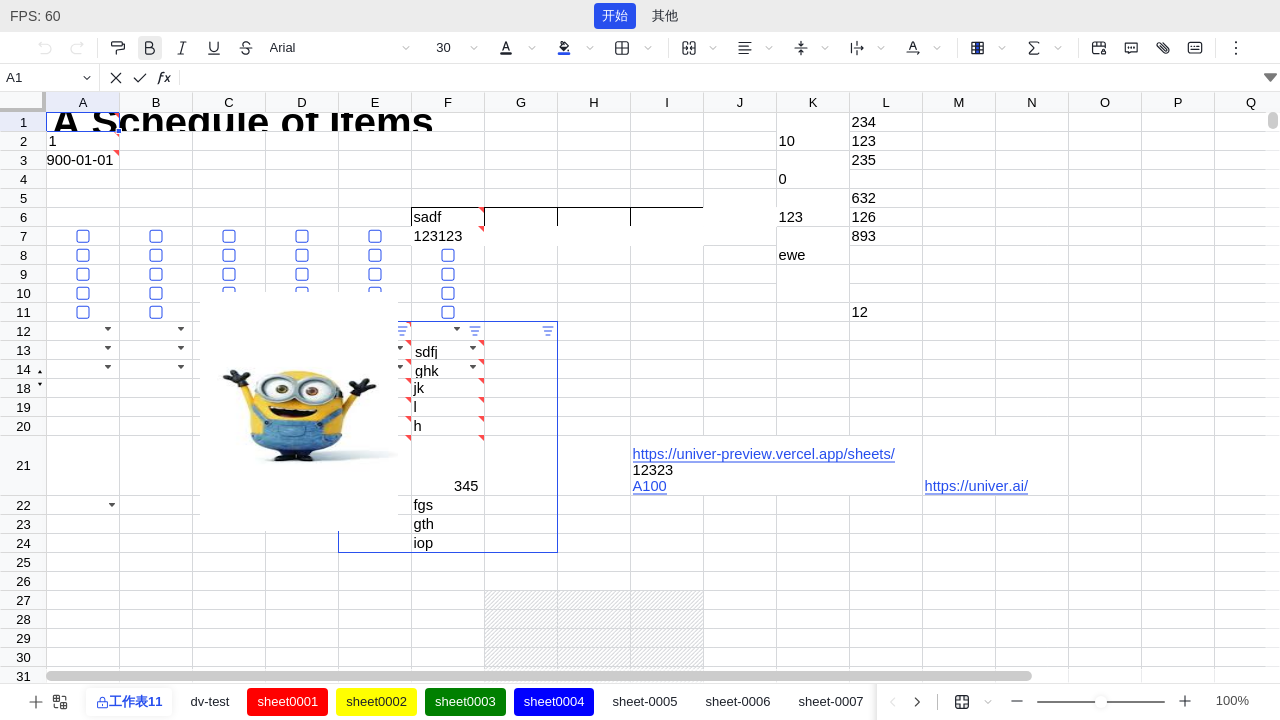 FPS: 60 开始 其他
Arial 30
A1
A B C D E F G H I J K L M N O P Q
1 A Schedule of Items 234
2 1 10 123
3 900-01-01 235
4 0
5 632
6 sadf 123 126
7 123123 893
8 ewe
9
10
11 12
12
13 sdfj
14 ghk
18 jk
19 l
20 h
https://univer-preview.vercel.app/sheets/
21 12323
345 A100 https://univer.ai/
22 fgs
23 gth
24 iop
25
26
27
28
29
30
31
工作表11 dv-test sheet0001 sheet0002 sheet0003 sheet0004 sheet-0005 sheet-0006 sheet-0007 100%